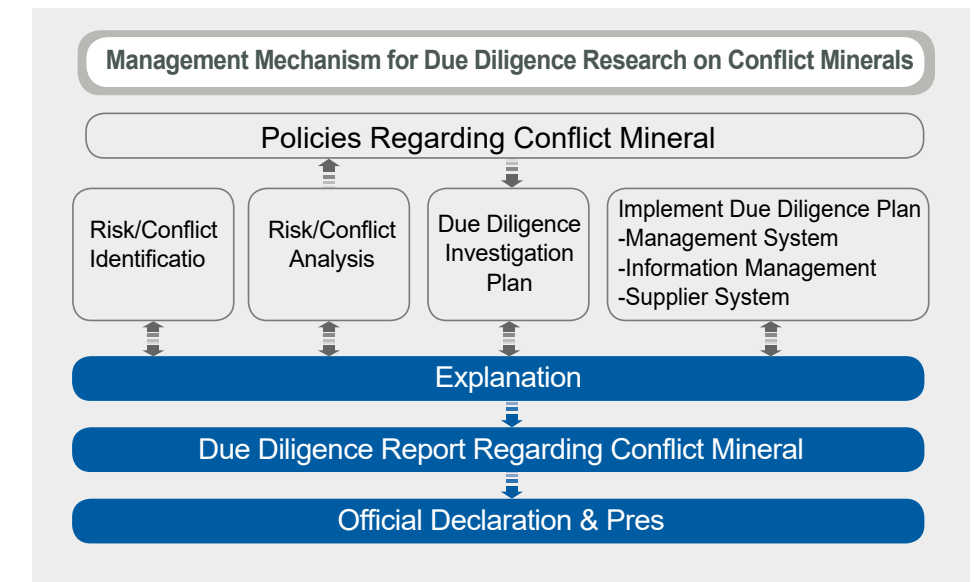 Management Mechanism for Due Diligence Research on Conflict Minerals
Policies Regarding Conflict Mineral
Risk/Conflict
Identificatio
Risk/Conflict
Analysis
Due Diligence
Investigation
Plan
Implement Due Diligence Plan
-Management System
-Information Management
-Supplier System
Explanation
Due Diligence Report Regarding Conflict Mineral
Official Declaration & Pres